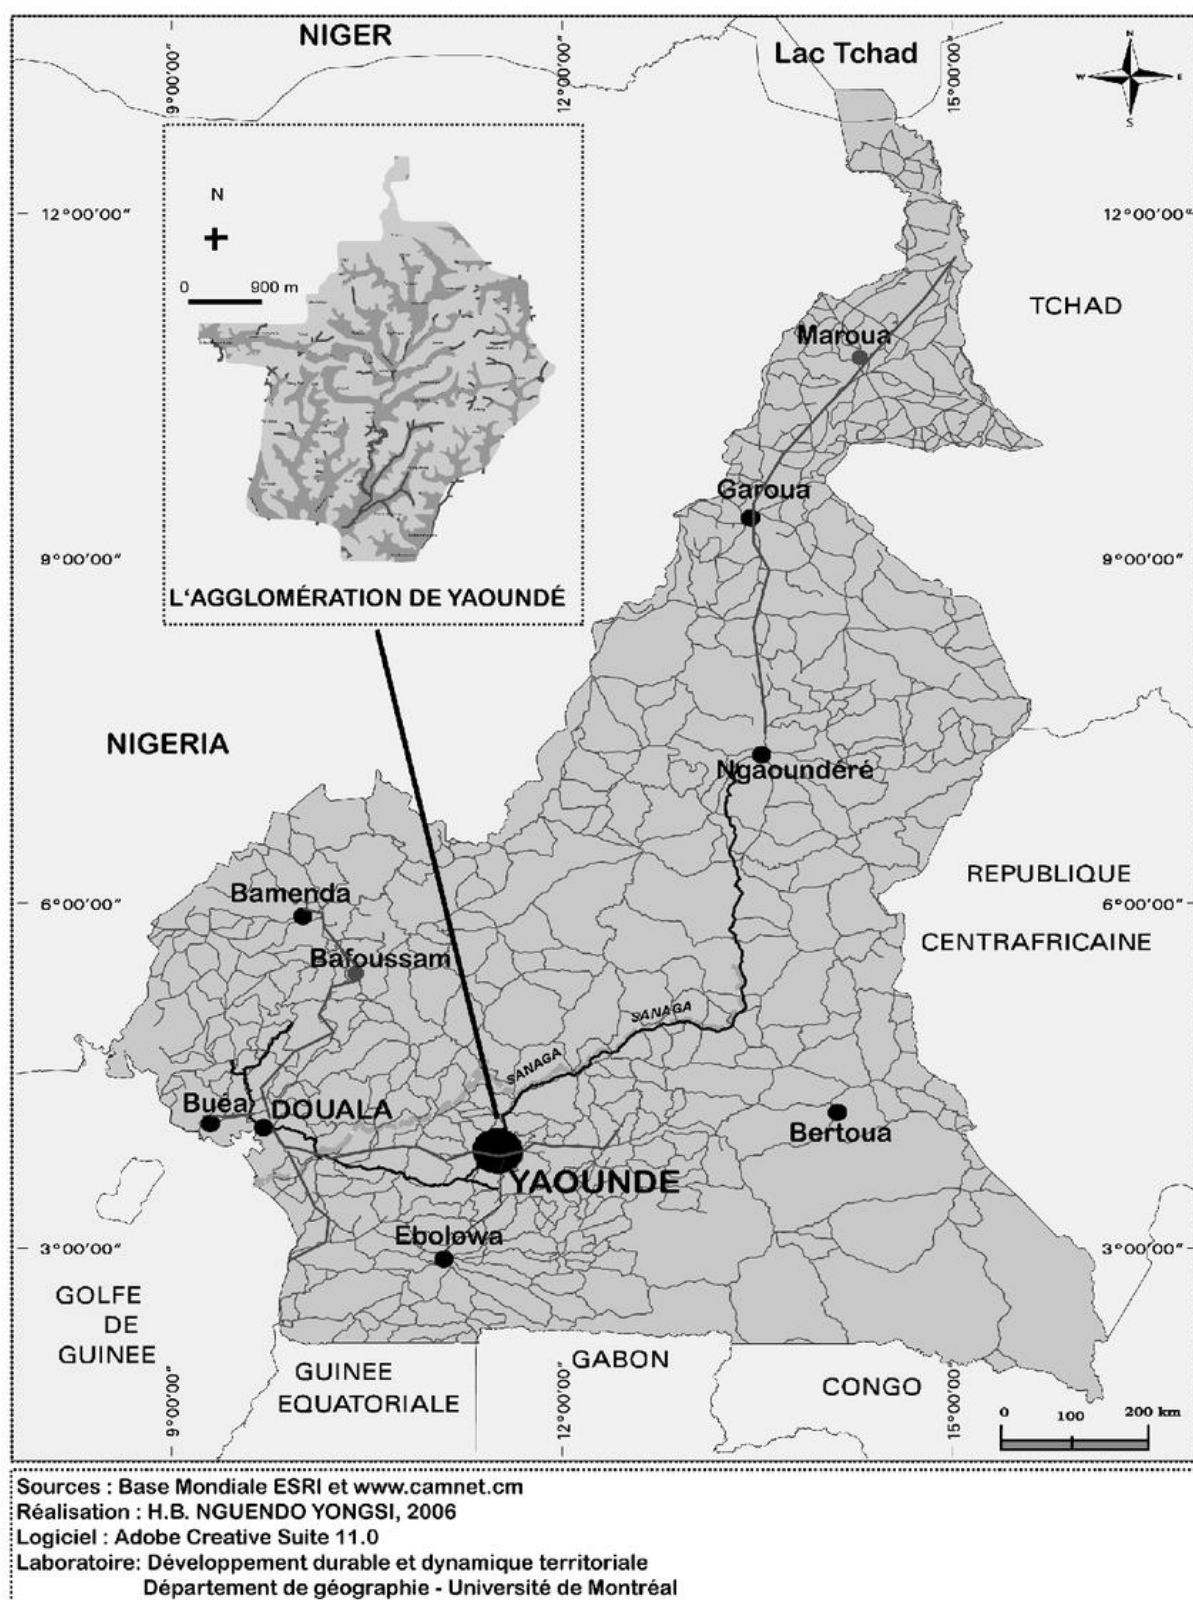 NIGER
Lac Tchad
9°00'00"
12°00'00"
15°00'00"
N
W
E
S
N
12°00'00"
12°00'00"
0
900 m
TCHAD
Maroua
Garoua
9°00'00"
9°00'00"
L'AGGLOMÉRATION DE YAOUNDÉ
NIGERIA
Ngaoundéré
REPUBLIQUE
CENTRAFRICAINE
Bamenda
6°00'00"
6°00'00"
Bafoussam
SANAGA
SANAGA
Buéa
DOUALA
Bertoua
YAOUNDE
Ebolowa
3°00'00"
3°00'00"
GOLFE
DE
GUINEE
GUINEE
EQUATORIALE
GABON
CONGO
9°00'00"
12°00'00"
15°00'00"
0
100
200 km
Sources : Base Mondiale ESRI et www.camnet.cm
Réalisation : H.B. NGUENDO YONGSI, 2006
Logiciel : Adobe Creative Suite 11.0
Laboratoire: Développement durable et dynamique territoriale
Département de géographie - Université de Montréal